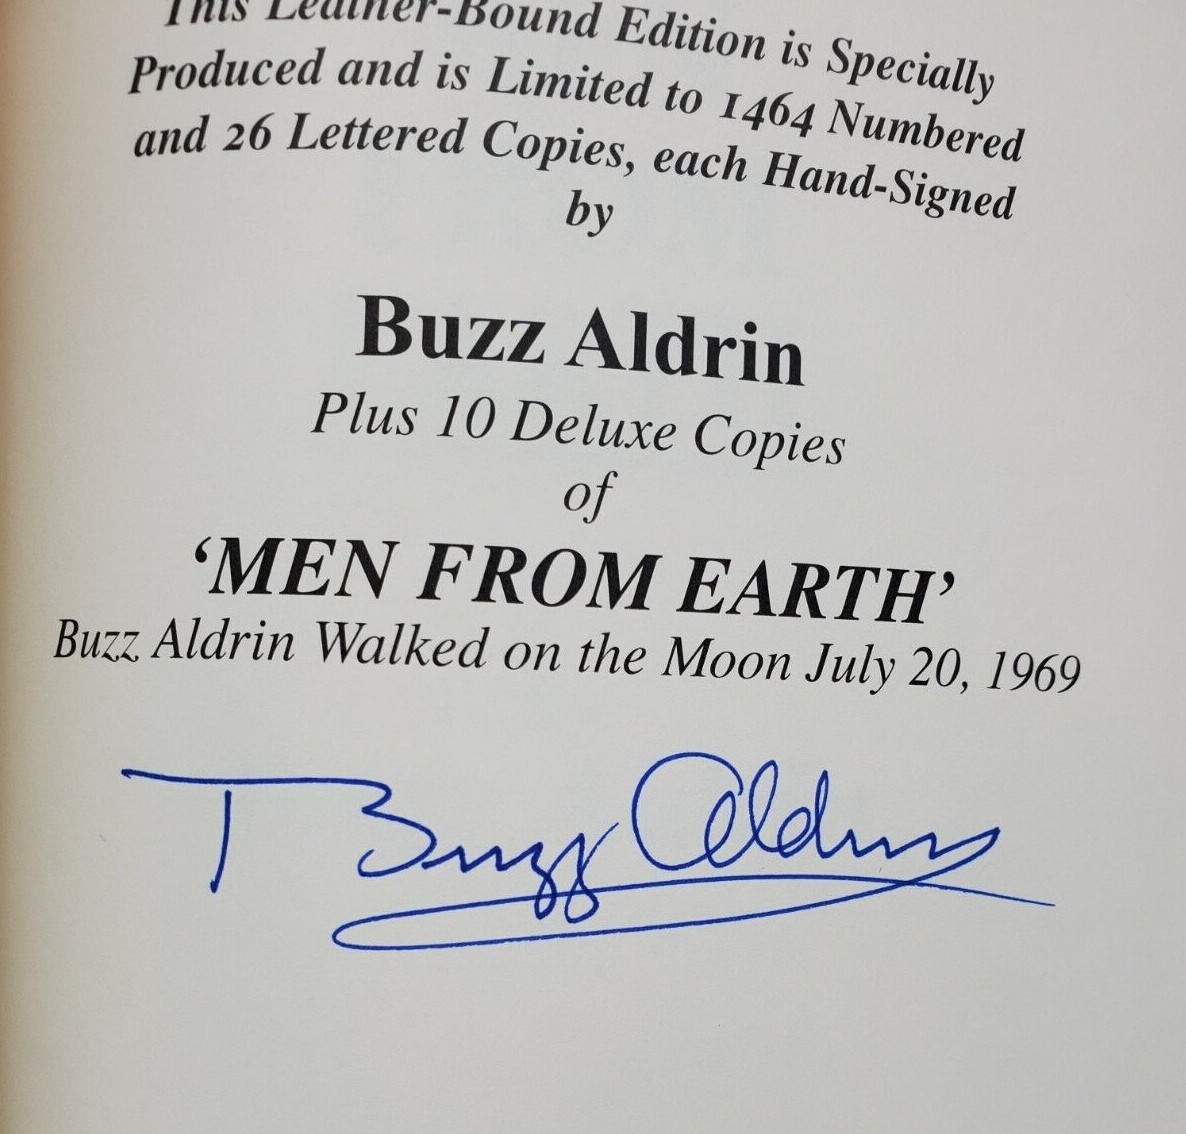 This Leather-Bound Edition is Specially
Produced and is Limited to 1464 Numbered
and 26 Lettered Copies, each Hand-Signed
by
Buzz Aldrin
Plus 10 Deluxe Copies
of
‘MEN FROM EARTH’
Buzz Aldrin Walked on the Moon July 20, 1969
Buzz Aldrin